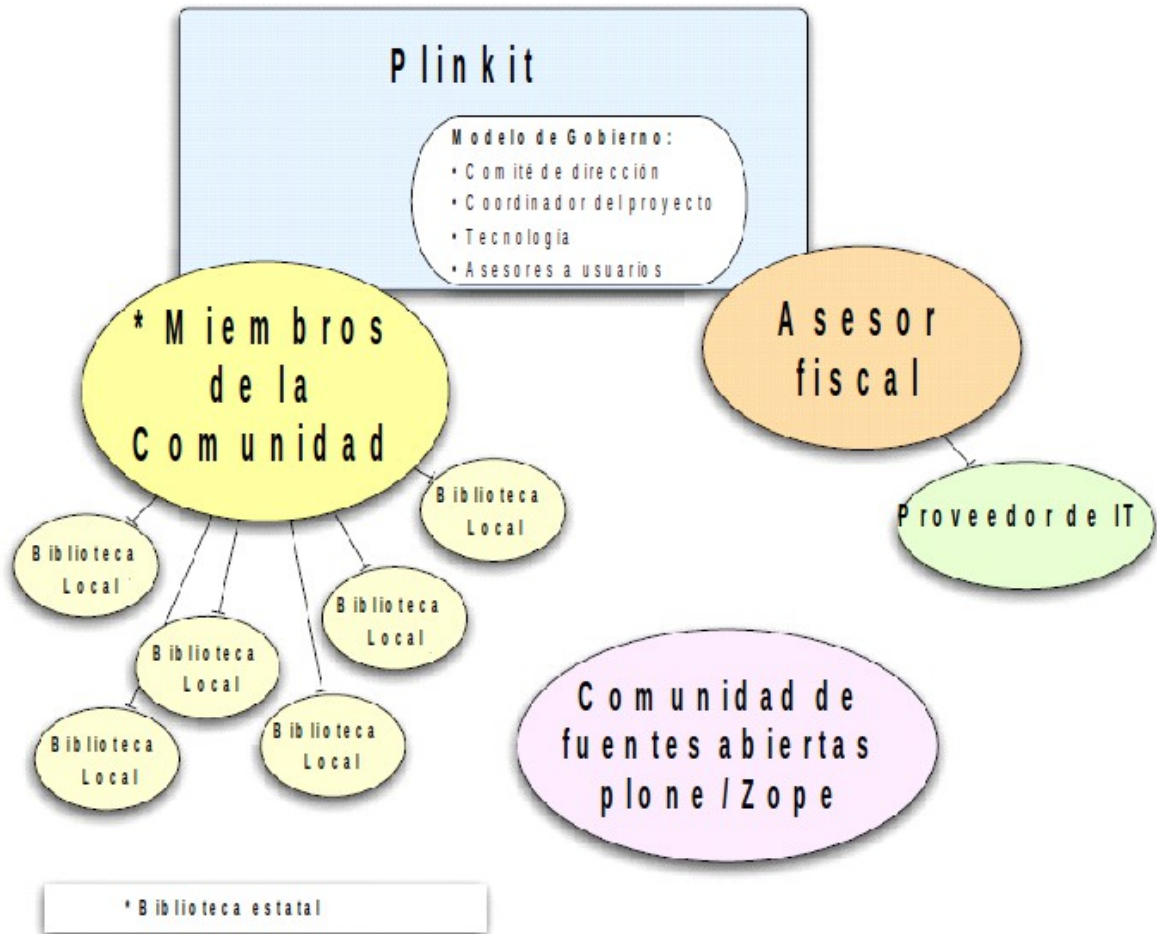 Plinkit
Modelo de Gobierno:
• Comité de dirección
• Coordinador del proyecto
• Tecnología
• Asesores a usuarios
* Miembros
de la
Comunidad
Asesor
fiscal
Proveedor de IT
Biblioteca
Local
Biblioteca
Local
Biblioteca
Local
Biblioteca
Local
Biblioteca
Local
Biblioteca
Local
Comunidad de
fuentes abiertas
plone / Zope
* Biblioteca estatal